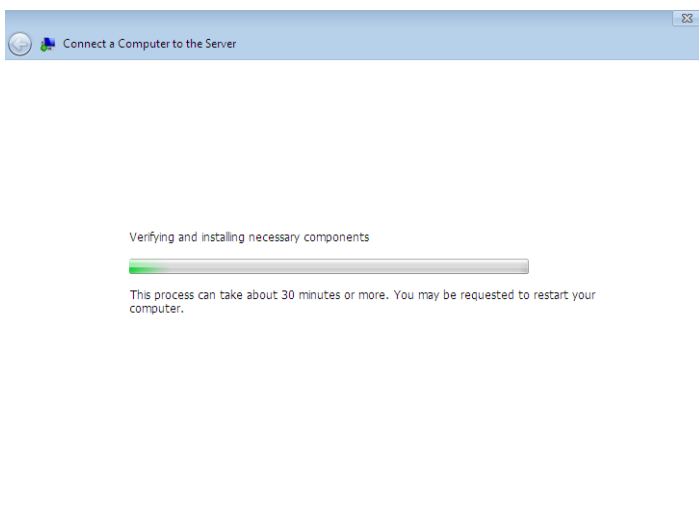 Connect a Computer to the Server
Verifying and installing necessary components
This process can take about 30 minutes or more. You may be requested to restart your
computer.